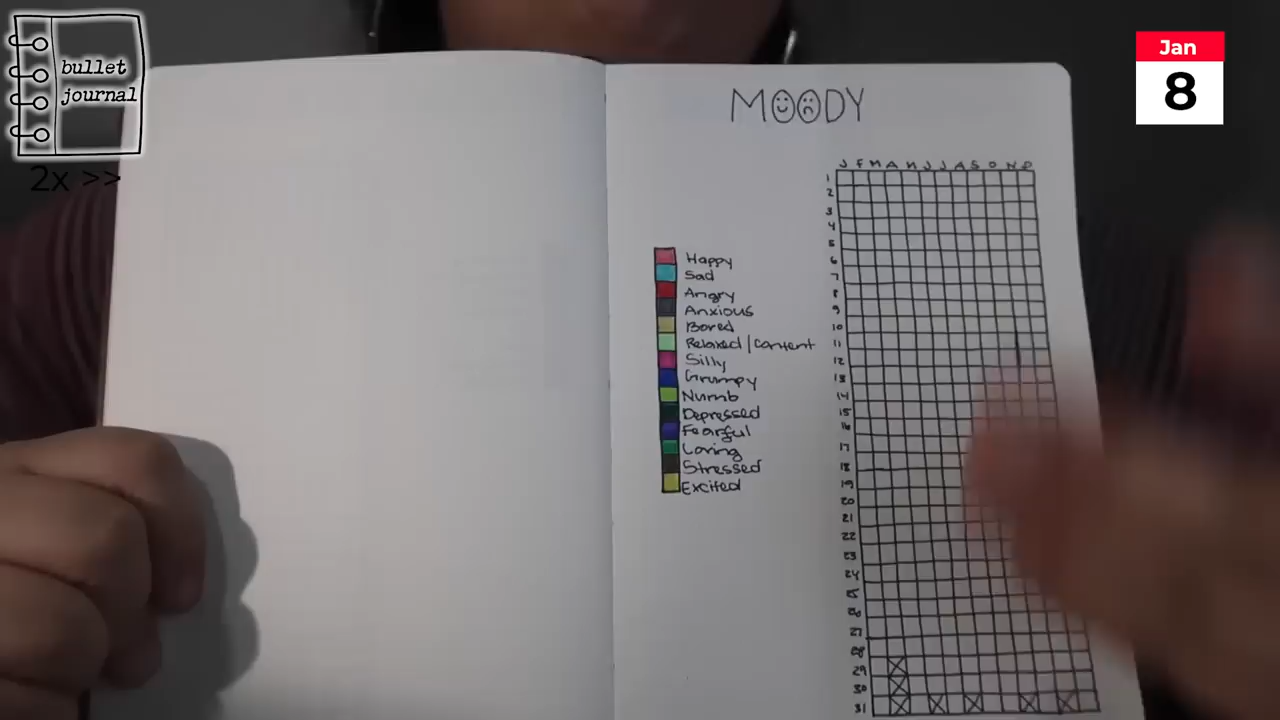 bullet
journal
2x >>
Jan
8
MOODY
J F M A M J J A S O N D
1
2
3
4
5
6
7
8
9
10
11
12
13
14
15
16
17
18
19
20
21
22
23
24
25
26
27
28
29
30
31
Happy
Sad
Angry
Anxious
Bored
Relaxed | Content
Silly
Grumpy
Numb
Depressed
Fearful
Loving
Stressed
Excited